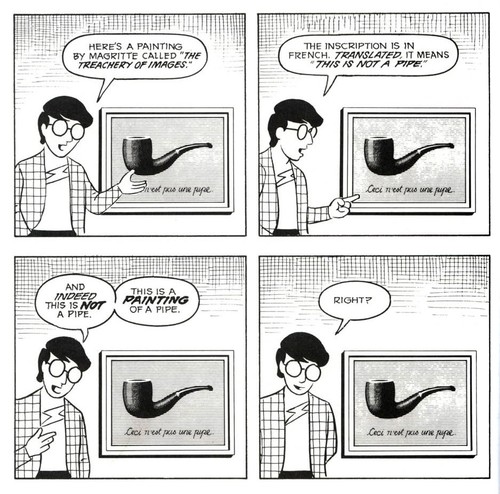 HERE'S A PAINTING
BY MAGRITTE CALLED "THE
TREACHERY OF IMAGES."
n'est pas une pipe.
THE INSCRIPTION IS IN
FRENCH. TRANSLATED, IT MEANS
"THIS IS NOT A PIPE."
Ceci n'est pas une pipe.
AND
INDEED
THIS IS NOT
A PIPE.
THIS IS A
PAINTING
OF A PIPE.
Ceci n'est pas une pipe.
RIGHT?
Ceci n'est pas une pipe.